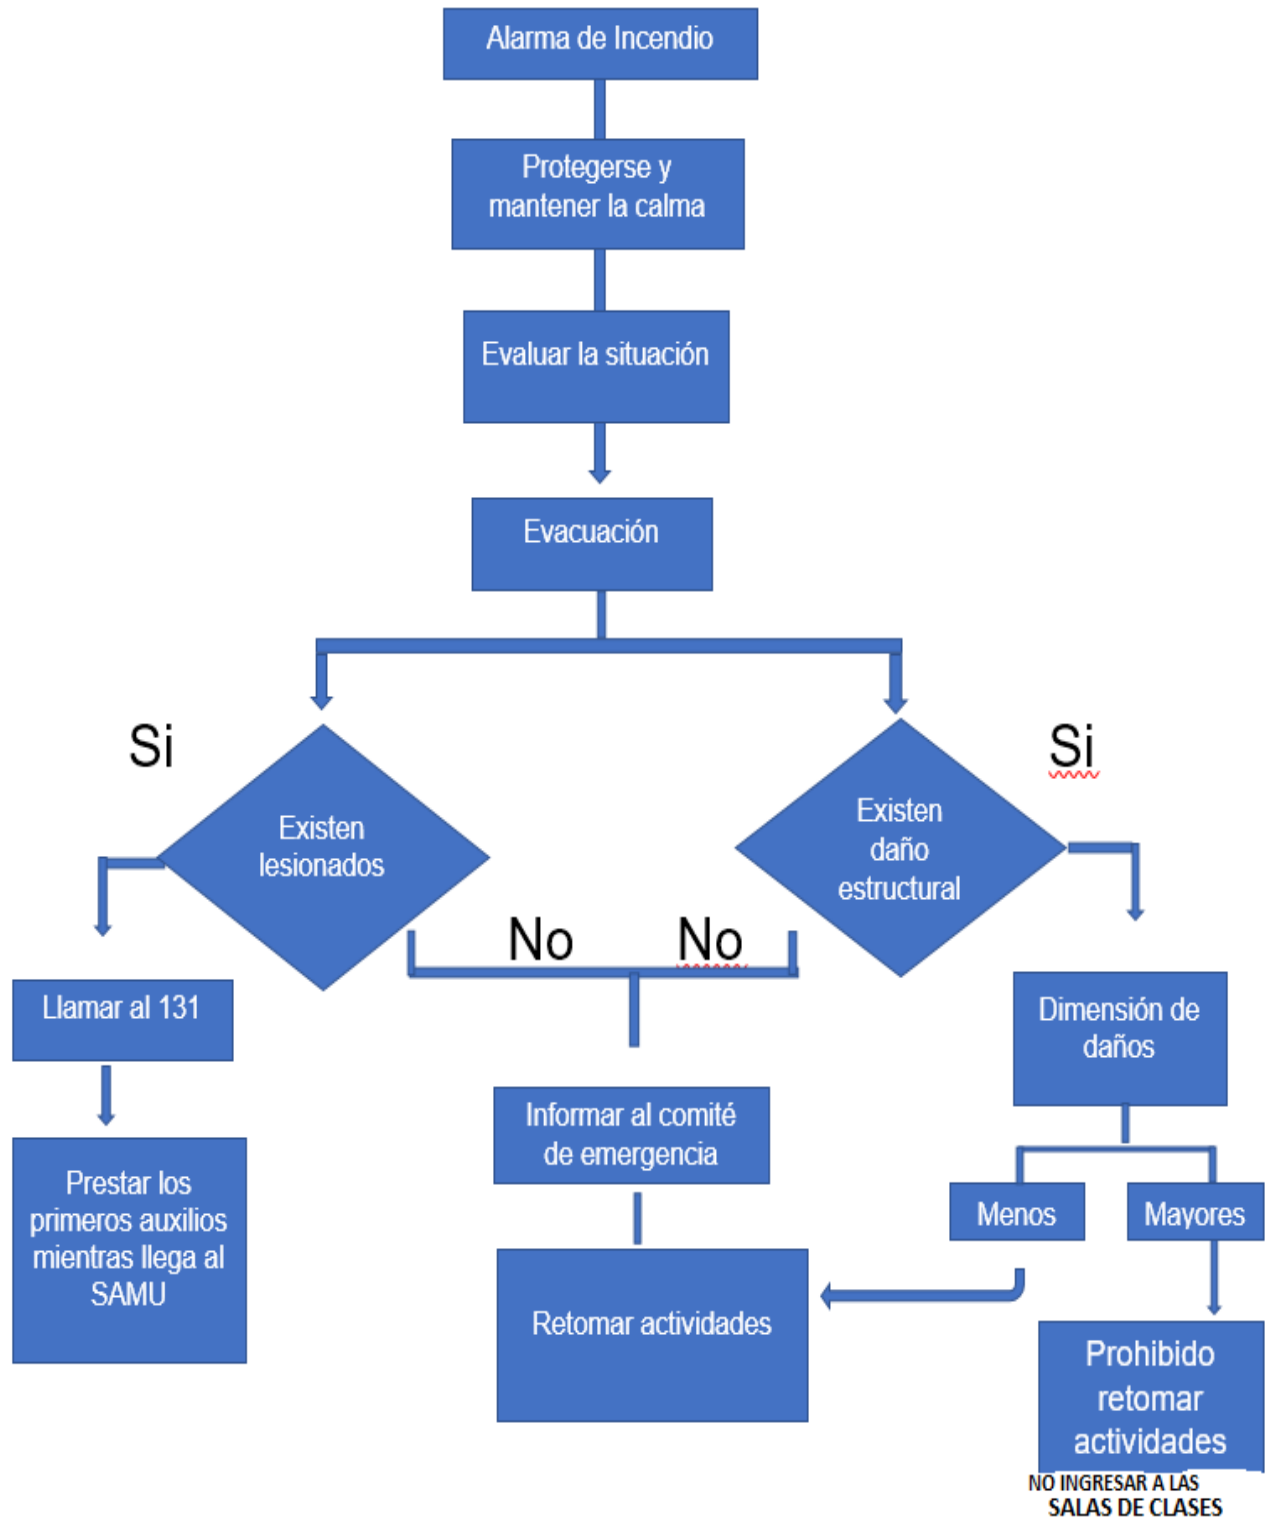 Alarma de Incendio
Protegerse y
mantener la calma
Evaluar la situación
Evacuación
Si
Si
Existen
lesionados
Existen
daño
estructural
No
No
Llamar al 131
Dimensión de
daños
Informar al comité
de emergencia
Prestar los
primeros auxilios
mientras llega al
SAMU
Menos
Mayores
Retomar actividades
Prohibido
retomar
actividades
NO INGRESAR A LAS
SALAS DE CLASES